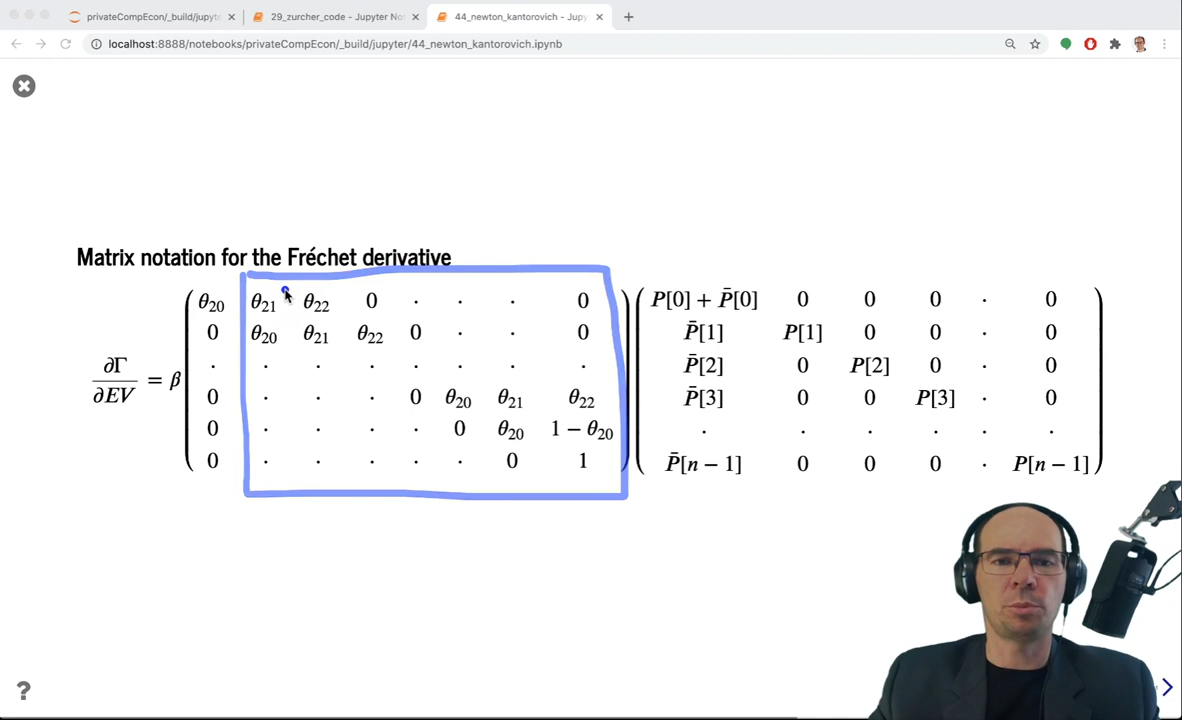 privateCompEcon/_build/jupyte
29_zurcher_code - Jupyter No
44_newton_kantorovich - Jupy
localhost:8888/notebooks/privateCompEcon/_build/jupyter/44_newton_kantorovich.ipynb
Matrix notation for the Fréchet derivative
θ20 θ21 θ22 0 · · · 0 P[0] + P̄[0] 0 0 0 · 0
0 θ20 θ21 θ22 0 · · 0 P̄[1] P[1] 0 0 · 0
∂Γ/∂EV = β · · · · · · · · P̄[2] 0 P[2] 0 · 0
0 · · · 0 θ20 θ21 θ22 P̄[3] 0 0 P[3] · 0
0 · · · · 0 θ20 1 − θ20 · · · · · ·
0 · · · · · 0 1 P̄[n − 1] 0 0 0 · P[n − 1]
?